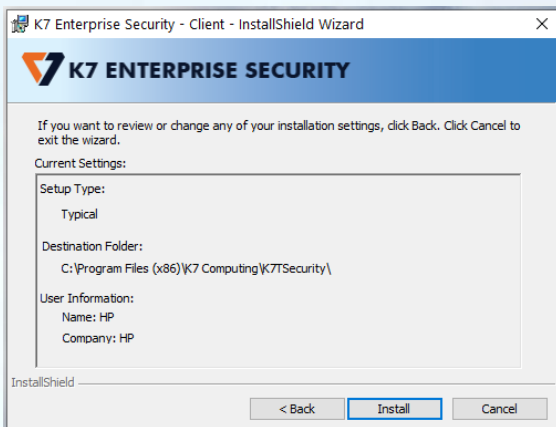 K7 Enterprise Security - Client - InstallShield Wizard
K7 ENTERPRISE SECURITY
If you want to review or change any of your installation settings, click Back. Click Cancel to
exit the wizard.
Current Settings:
Setup Type:
Typical
Destination Folder:
C:\Program Files (x86)\K7 Computing\K7TSecurity\
User Information:
Name: HP
Company: HP
InstallShield
< Back
Install
Cancel